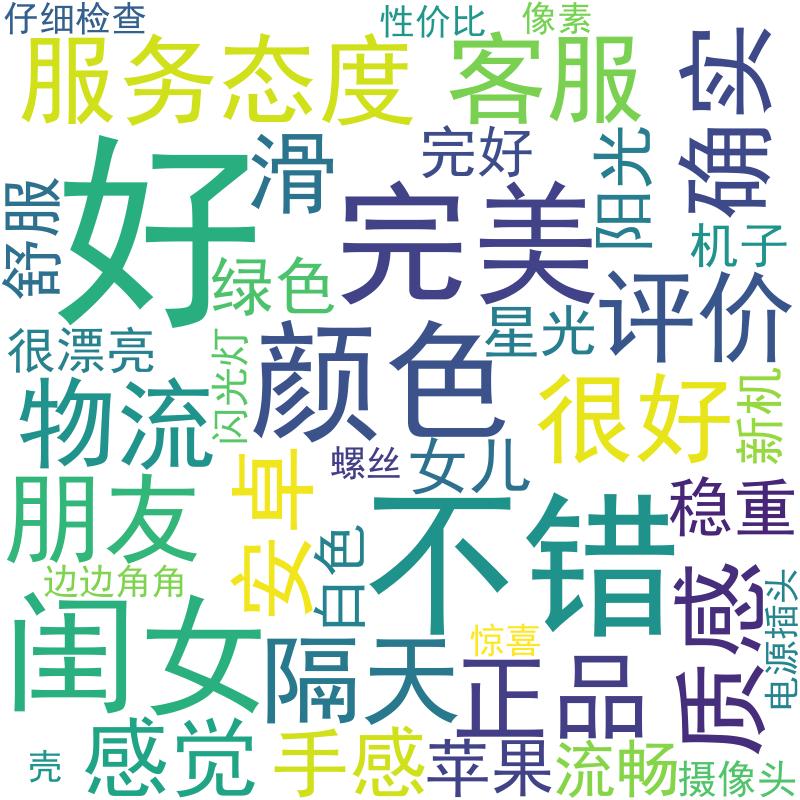 仔细检查
性价比
像素
服务态度
客服
确实
好
滑
完好
阳光
完美
舒服
绿色
机子
评价
星光
很漂亮
闪光灯
颜色
物流
很好
新机
安卓
螺丝
女儿
稳重
朋友
不错
白色
边边角角
质感
电源插头
闺女
隔天
惊喜
正品
感觉
手感
苹果
流畅
摄像头
壳